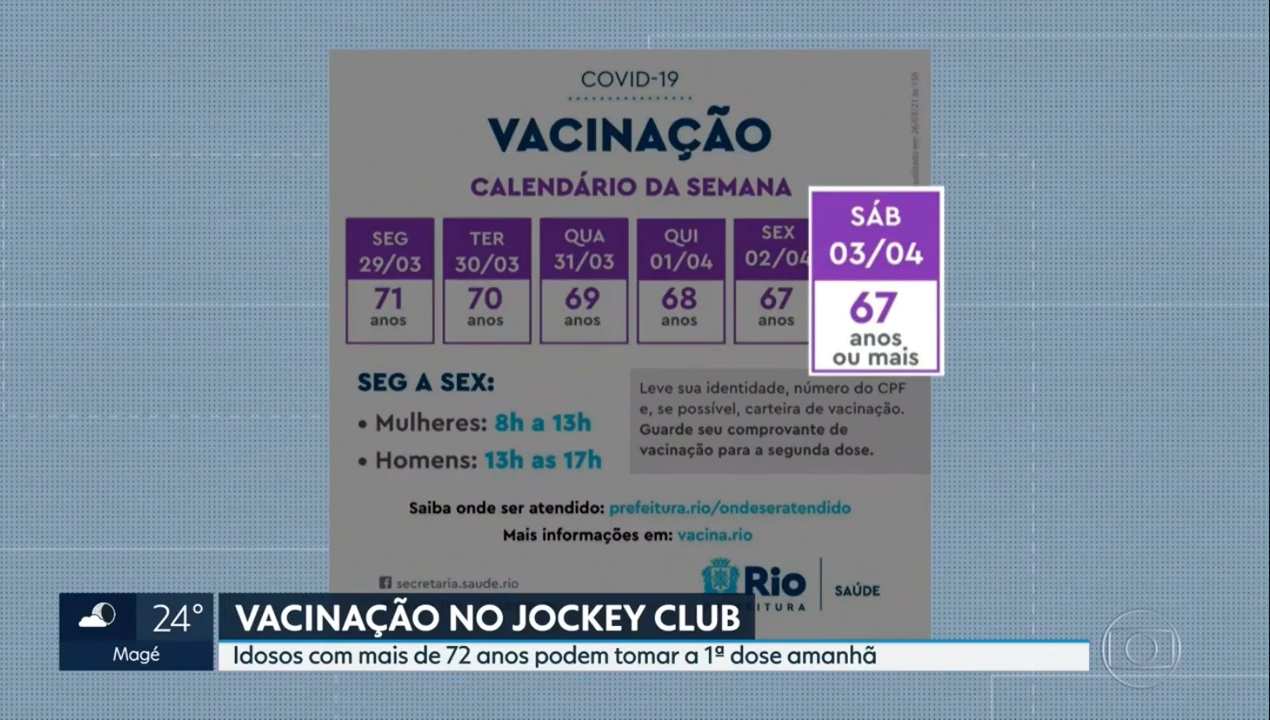 COVID-19
VACINAÇÃO
CALENDÁRIO DA SEMANA
SEG
29/03
71
anos
TER
30/03
70
anos
QUA
31/03
69
anos
QUI
01/04
68
anos
SEX
02/04
67
anos
SÁB
03/04
67
anos
ou mais
SEG A SEX:
• Mulheres: 8h a 13h
• Homens: 13h as 17h
Leve sua identidade, número do CPF
e, se possível, carteira de vacinação.
Guarde seu comprovante de
vacinação para a segunda dose.
Saiba onde ser atendido: prefeitura.rio/ondeseratendido
Mais informações em: vacina.rio
secretaria.saude.rio
Rio
SAÚDE
24°
Magé
VACINAÇÃO NO JOCKEY CLUB
Idosos com mais de 72 anos podem tomar a 1ª dose amanhã